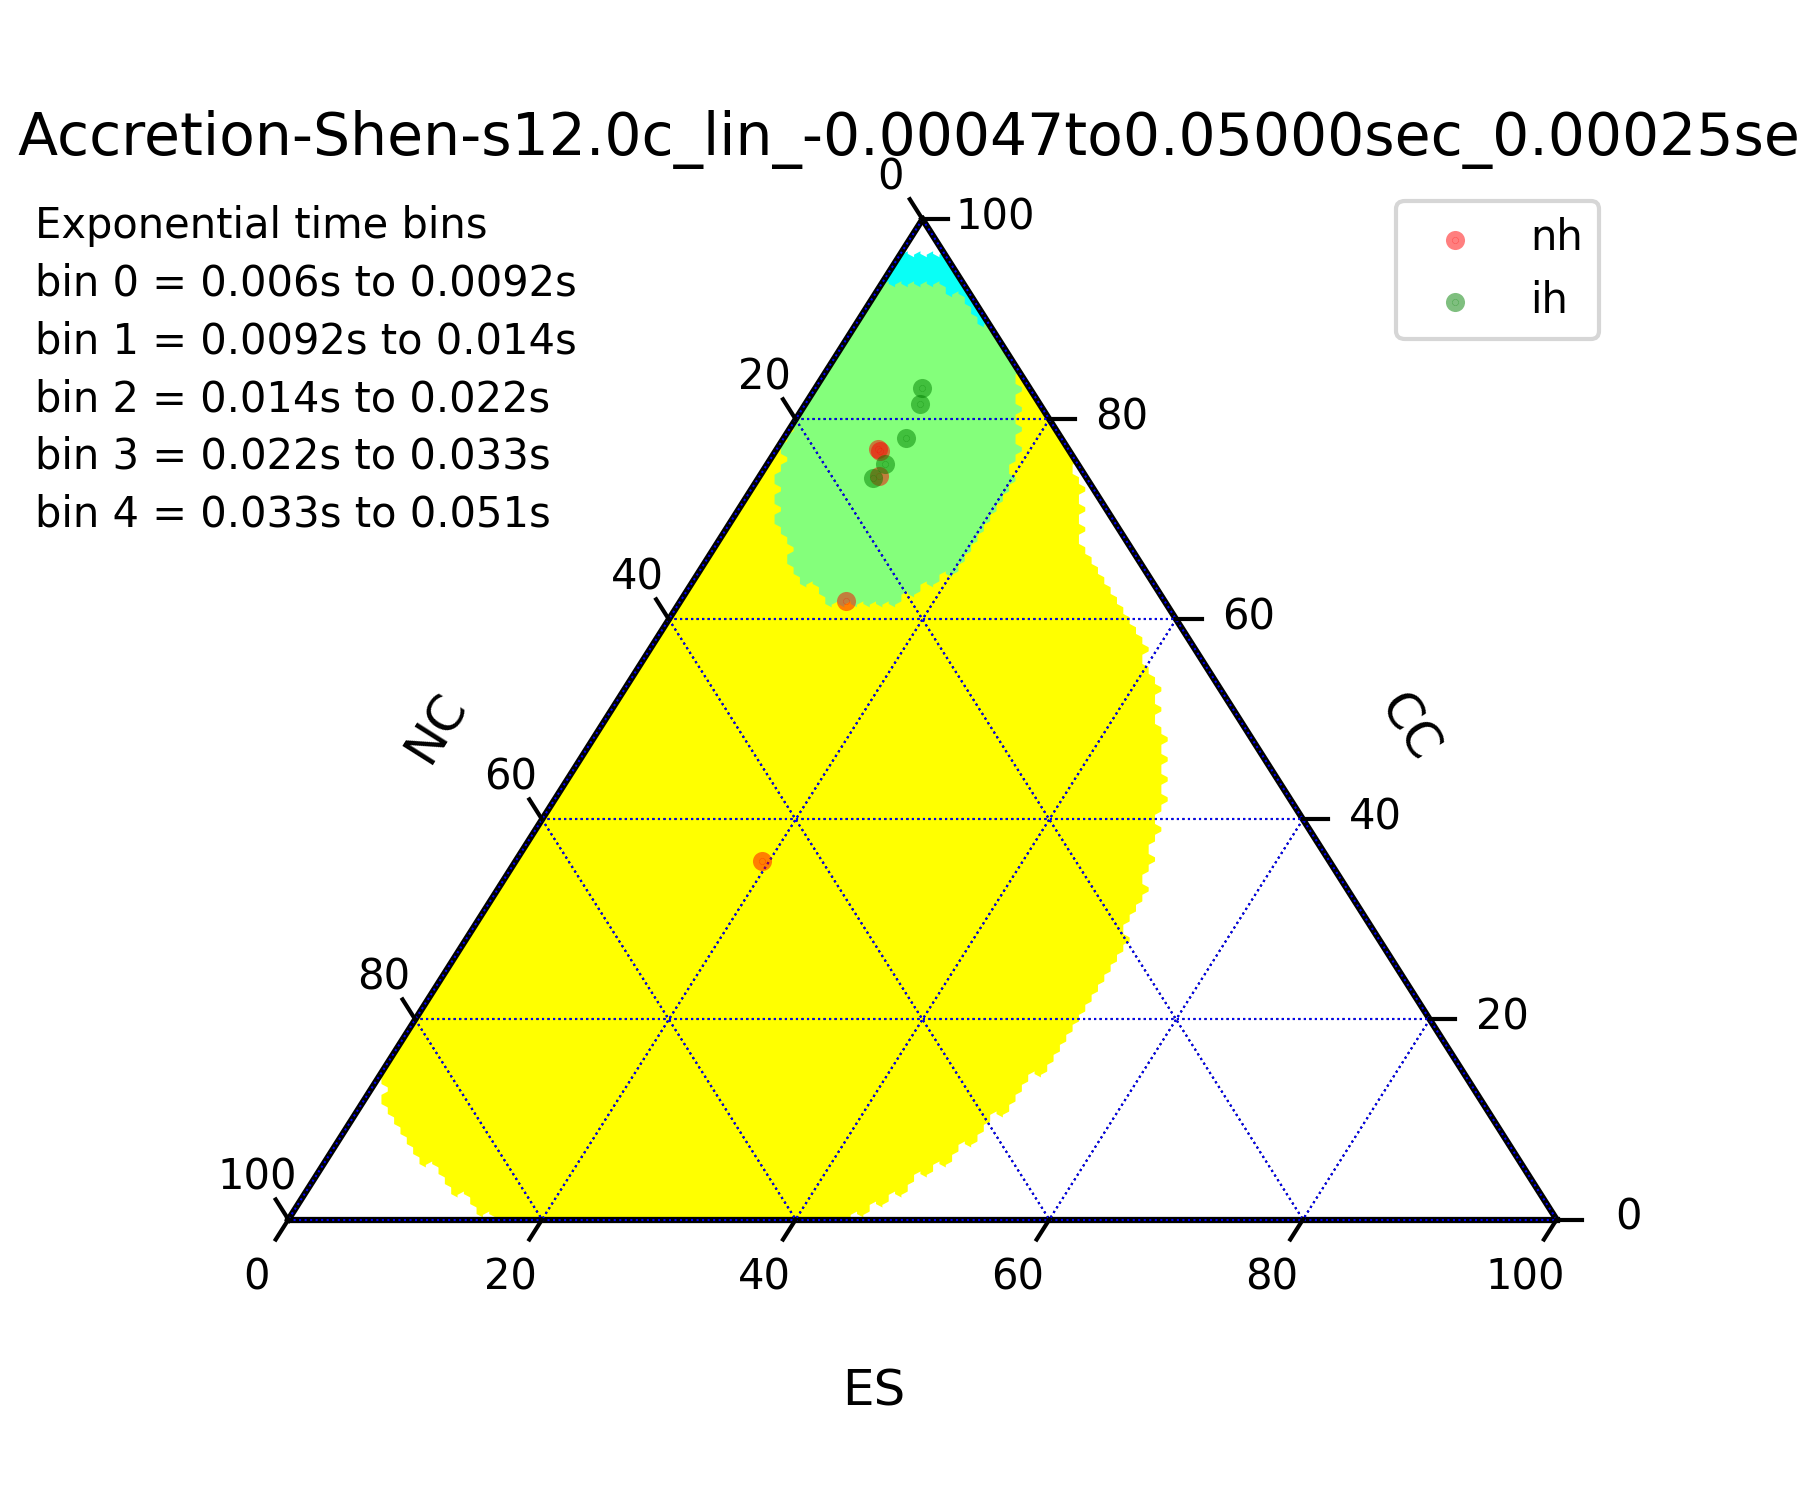 Accretion-Shen-s12.0c_lin_-0.00047to0.05000sec_0.00025se
Exponential time bins
bin 0 = 0.006s to 0.0092s
bin 1 = 0.0092s to 0.014s
bin 2 = 0.014s to 0.022s
bin 3 = 0.022s to 0.033s
bin 4 = 0.033s to 0.051s
nh
ih
0
20
40
60
80
100
NC
100
80
60
40
20
0
CC
0
20
40
60
80
100
ES